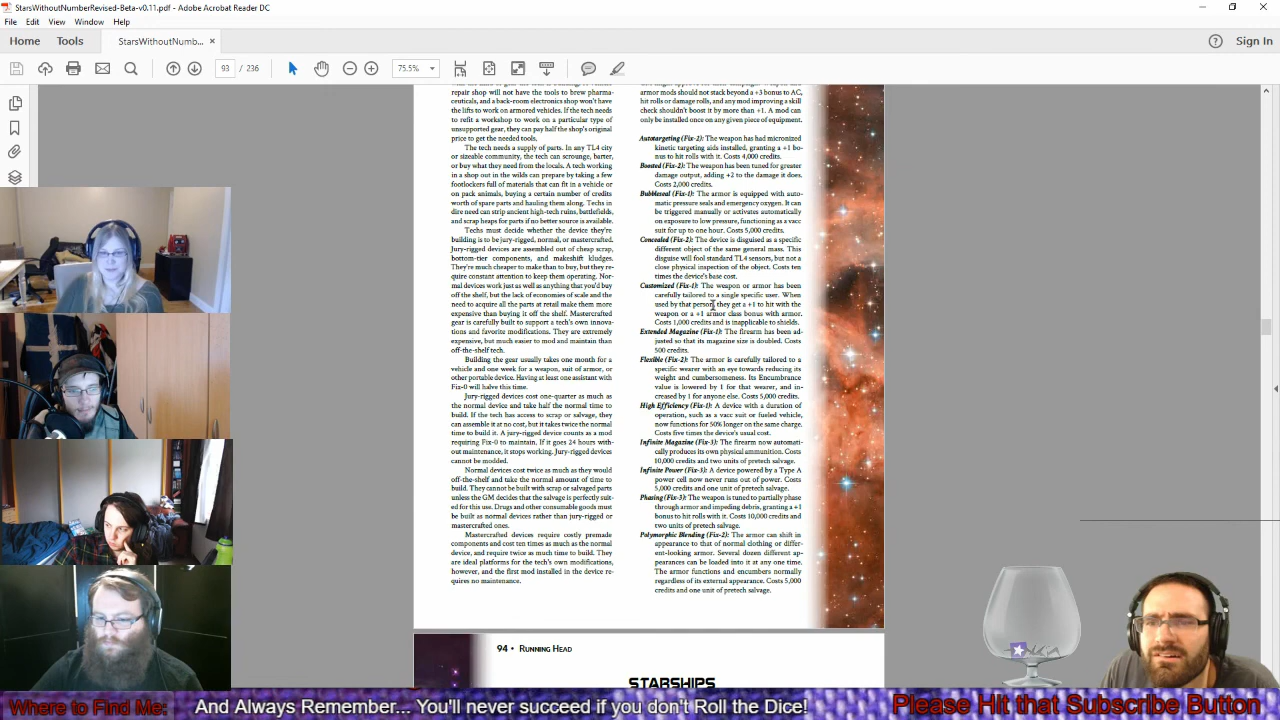 StarsWithoutNumberRevised-Beta-v0.11.pdf - Adobe Acrobat Reader DC
File Edit View Window Help
Home Tools StarsWithoutNumb... × Sign In
93 / 236 75.5%
repair shop will not have the tools to brew pharma-
ceuticals, and a back-room electronics shop won't have
the lifts to work on armored vehicles. If the tech needs
to refit a workshop to work on a particular type of
unsupported gear, they can pay half the shop's original
price to get the needed tools.
The tech needs a supply of parts. In any TL4 city
or sizeable community, the tech can scrounge, barter,
or buy what they need from the locals. A tech working
in a shop out in the wilds can prepare by taking a few
footlockers full of materials that can fit in a vehicle or
on pack animals, buying a certain number of credits
worth of spare parts and hauling them along. Techs in
dire need can strip ancient high-tech ruins, battlefields,
and scrap heaps for parts if no better source is available.
Techs must decide whether the device they're
building is to be jury-rigged, normal, or mastercrafted.
Jury-rigged devices are assembled out of cheap scrap,
bottom-tier components, and makeshift kludges.
They're much cheaper to make than to buy, but they re-
quire constant attention to keep them operating. Nor-
mal devices work just as well as anything that you'd buy
off the shelf, but the lack of economies of scale and the
need to acquire all the parts at retail make them more
expensive than buying it off the shelf. Mastercrafted
gear is carefully built to support a tech's own innova-
tions and favorite modifications. They are extremely
expensive, but much easier to mod and maintain than
off-the-shelf tech.
Building the gear usually takes one month for a
vehicle and one week for a weapon, suit of armor, or
other portable device. Having at least one assistant with
Fix-0 will halve this time.
Jury-rigged devices cost one-quarter as much as
the normal device and take half the normal time to
build. If the tech has access to scrap or salvage, they
can assemble it at no cost, but it takes twice the normal
time to build it. A jury-rigged device counts as a mod
requiring Fix-0 to maintain. If it goes 24 hours with-
out maintenance, it stops working. Jury-rigged devices
cannot be modded.
Normal devices cost twice as much as they would
off-the-shelf and take the normal amount of time to
build. They cannot be built with scrap or salvaged parts
unless the GM decides that the salvage is perfectly suit-
ed for this use. Drugs and other consumable goods must
be built as normal devices rather than jury-rigged or
mastercrafted ones.
Mastercrafted devices require costly premade
components and cost ten times as much as the normal
device, and require twice as much time to build. They
are ideal platforms for the tech's own modifications,
however, and the first mod installed in the device re-
quires no maintenance.
armor mods should not stack beyond a +3 bonus to AC,
hit rolls or damage rolls, and any mod improving a skill
check shouldn't boost it by more than +1. A mod can
only be installed once on any given piece of equipment.
Autotargeting (Fix-2): The weapon has had micronized
kinetic targeting aids installed, granting a +1 bo-
nus to hit rolls with it. Costs 4,000 credits.
Boosted (Fix-2): The weapon has been tuned for greater
damage output, adding +2 to the damage it does.
Costs 2,000 credits.
Bubbleseal (Fix-1): The armor is equipped with auto-
matic pressure seals and emergency oxygen. It can
be triggered manually or activates automatically
on exposure to low pressure, functioning as a vacc
suit for up to one hour. Costs 5,000 credits.
Concealed (Fix-2): The device is disguised as a specific
different object of the same general mass. This
disguise will fool standard TL4 sensors, but not a
close physical inspection of the object. Costs ten
times the device's base cost.
Customized (Fix-1): The weapon or armor has been
carefully tailored to a single specific user. When
used by that person, they get a +1 to hit with the
weapon or a +1 armor class bonus with armor.
Costs 1,000 credits and is inapplicable to shields.
Extended Magazine (Fix-1): The firearm has been ad-
justed so that its magazine size is doubled. Costs
500 credits.
Flexible (Fix-2): The armor is carefully tailored to a
specific wearer with an eye towards reducing its
weight and cumbersomeness. Its Encumbrance
value is lowered by 1 for that wearer, and in-
creased by 1 for anyone else. Costs 5,000 credits.
High Efficiency (Fix-1): A device with a duration of
operation, such as a vacc suit or fueled vehicle,
now functions for 50% longer on the same charge.
Costs five times the device's usual cost.
Infinite Magazine (Fix-3): The firearm now automati-
cally produces its own physical ammunition. Costs
10,000 credits and two units of pretech salvage.
Infinite Power (Fix-3): A device powered by a Type A
power cell now never runs out of power. Costs
5,000 credits and one unit of pretech salvage.
Phasing (Fix-3): The weapon is tuned to partially phase
through armor and impeding debris, granting a +1
bonus to hit rolls with it. Costs 10,000 credits and
two units of pretech salvage.
Polymorphic Blending (Fix-2): The armor can shift in
appearance to that of normal clothing or differ-
ent-looking armor. Several dozen different ap-
pearances can be loaded into it at any one time.
The armor functions and encumbers normally
regardless of its external appearance. Costs 5,000
credits and one unit of pretech salvage.
94 • Running Head
STARSHIPS
Where to Find Me: And Always Remember... You'll never succeed if you don't Roll the Dice! Please Hit that Subscribe Button